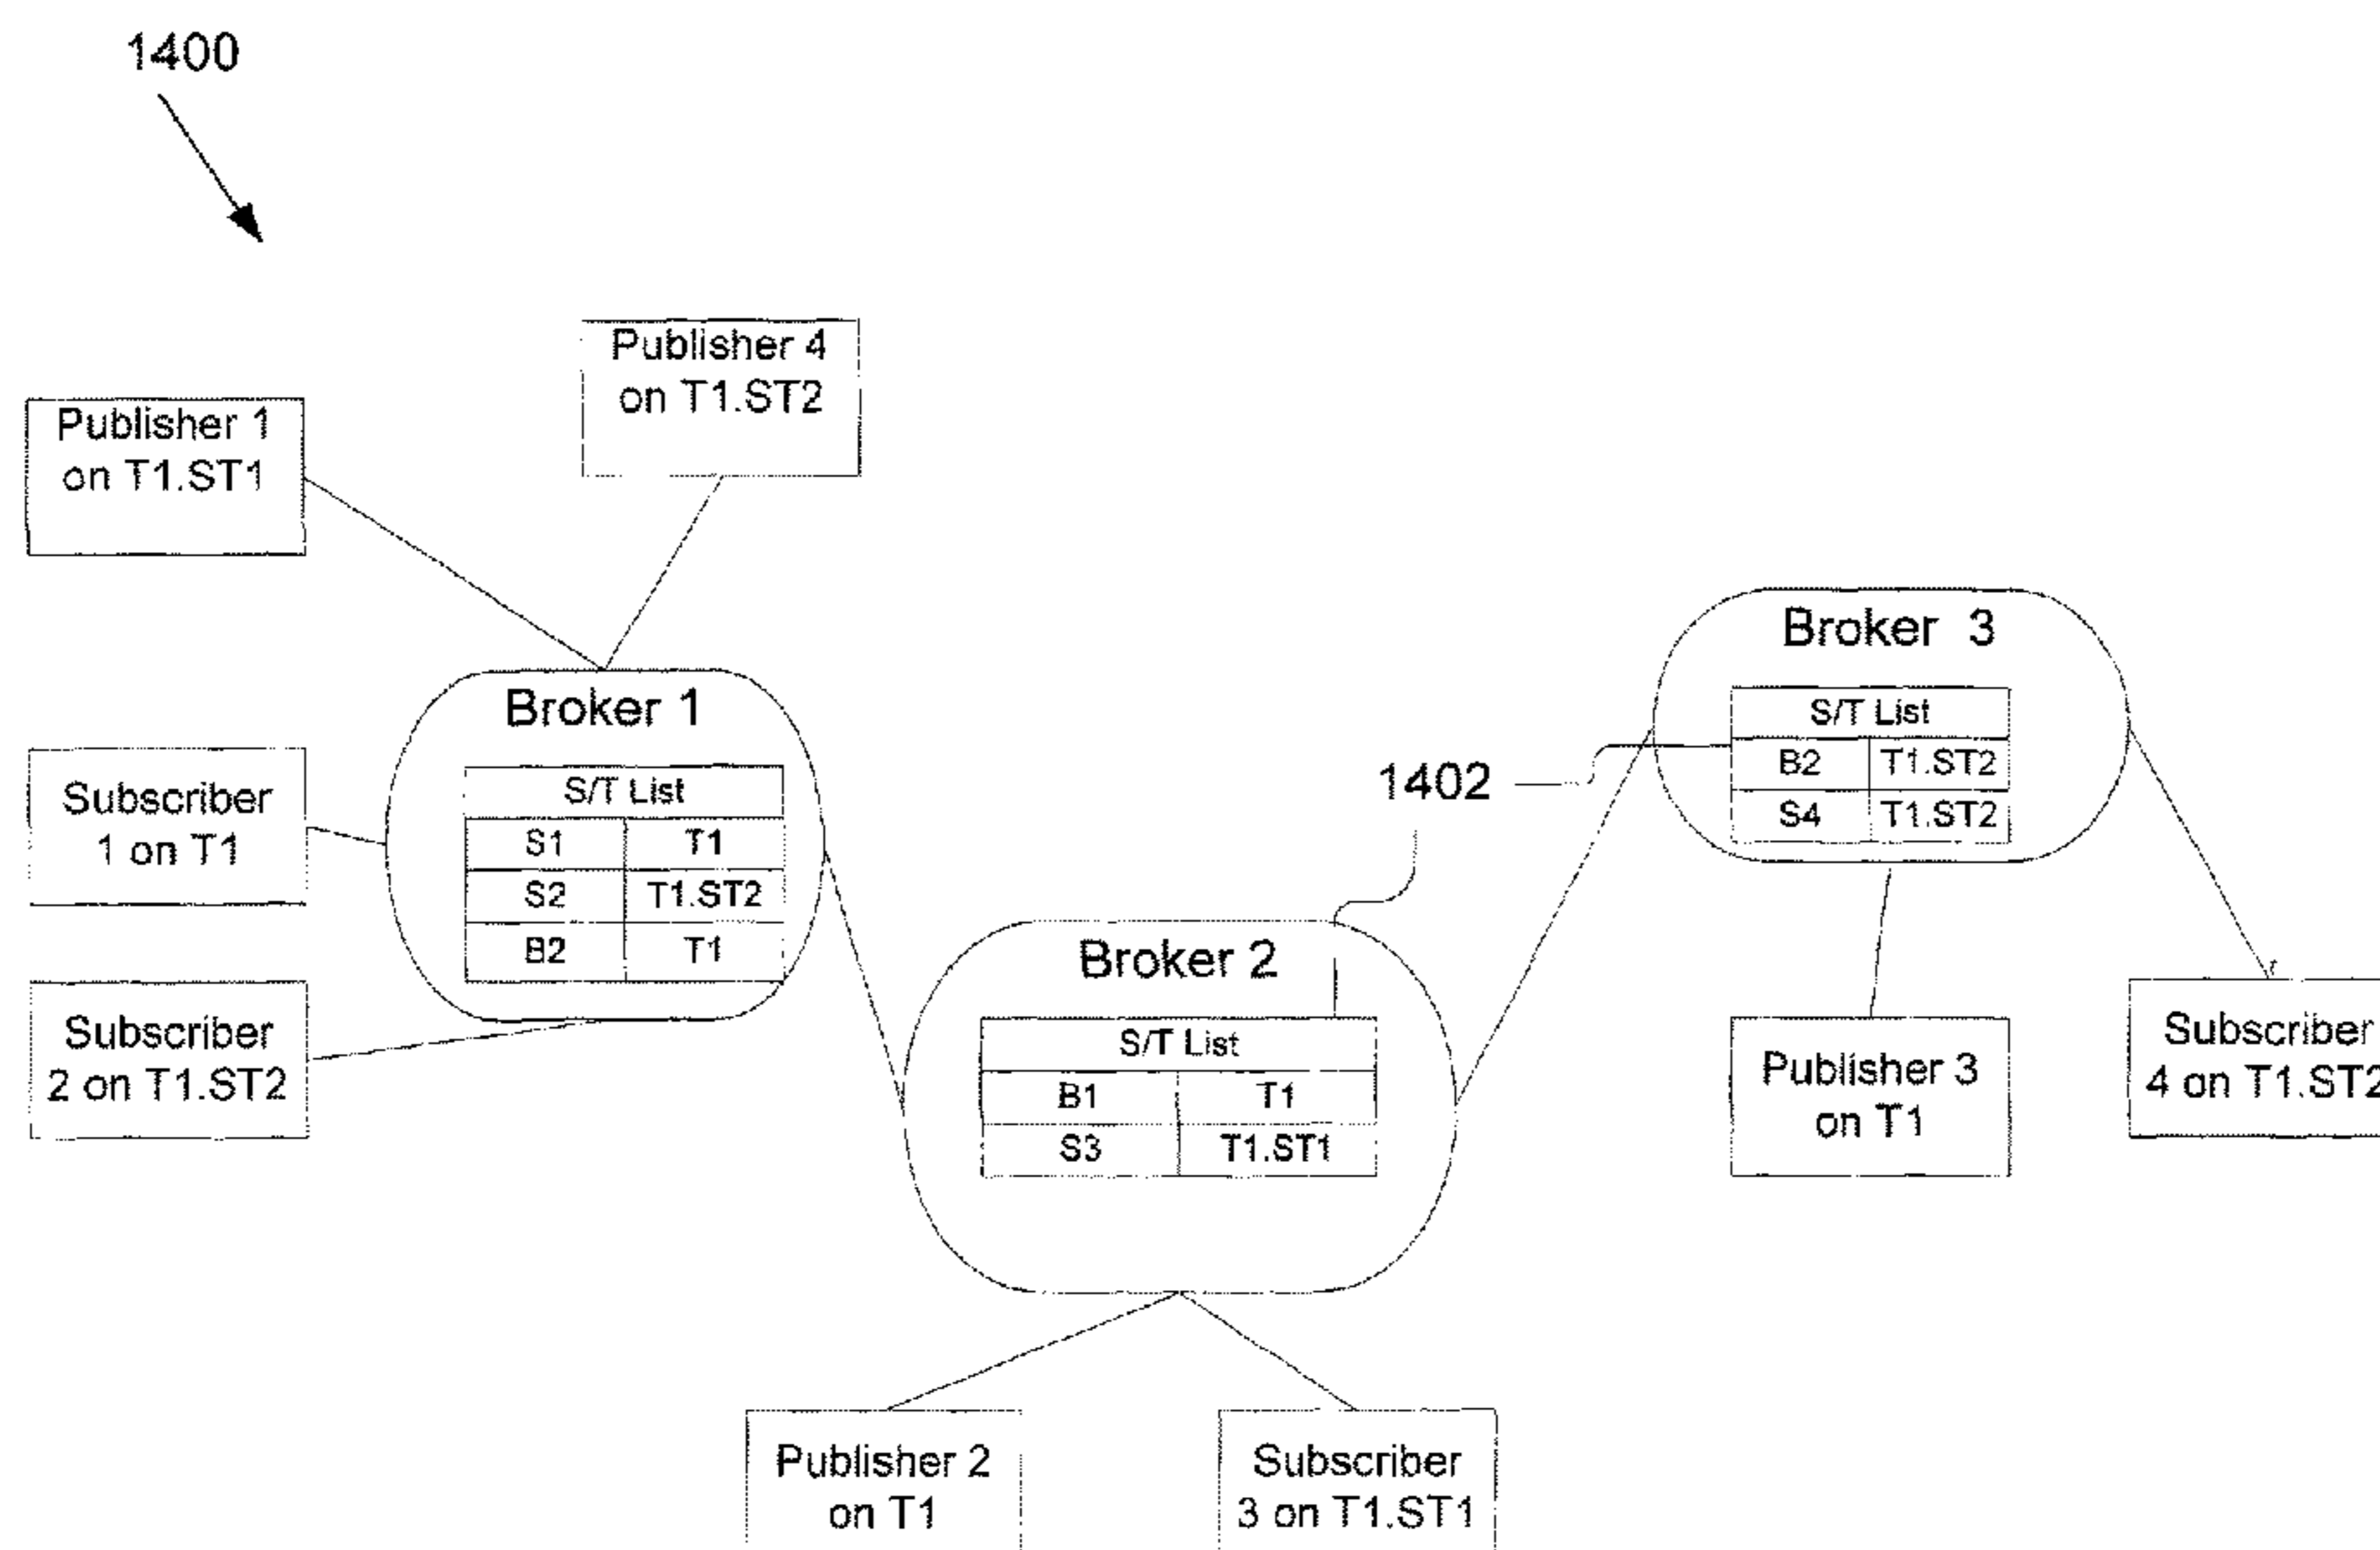 1400
Publisher 4
on T1.ST2
Publisher 1
on T1.ST1
Broker 3
S/T List
B2 T1.ST2
S4 T1.ST2
Broker 1
S/T List
S1 T1
S2 T1.ST2
B2 T1
Subscriber
1 on T1
1402
Subscriber
2 on T1.ST2
Broker 2
S/T List
B1 T1
S3 T1.ST1
Publisher 3
on T1
Subscriber
4 on T1.ST2
Publisher 2
on T1
Subscriber
3 on T1.ST1